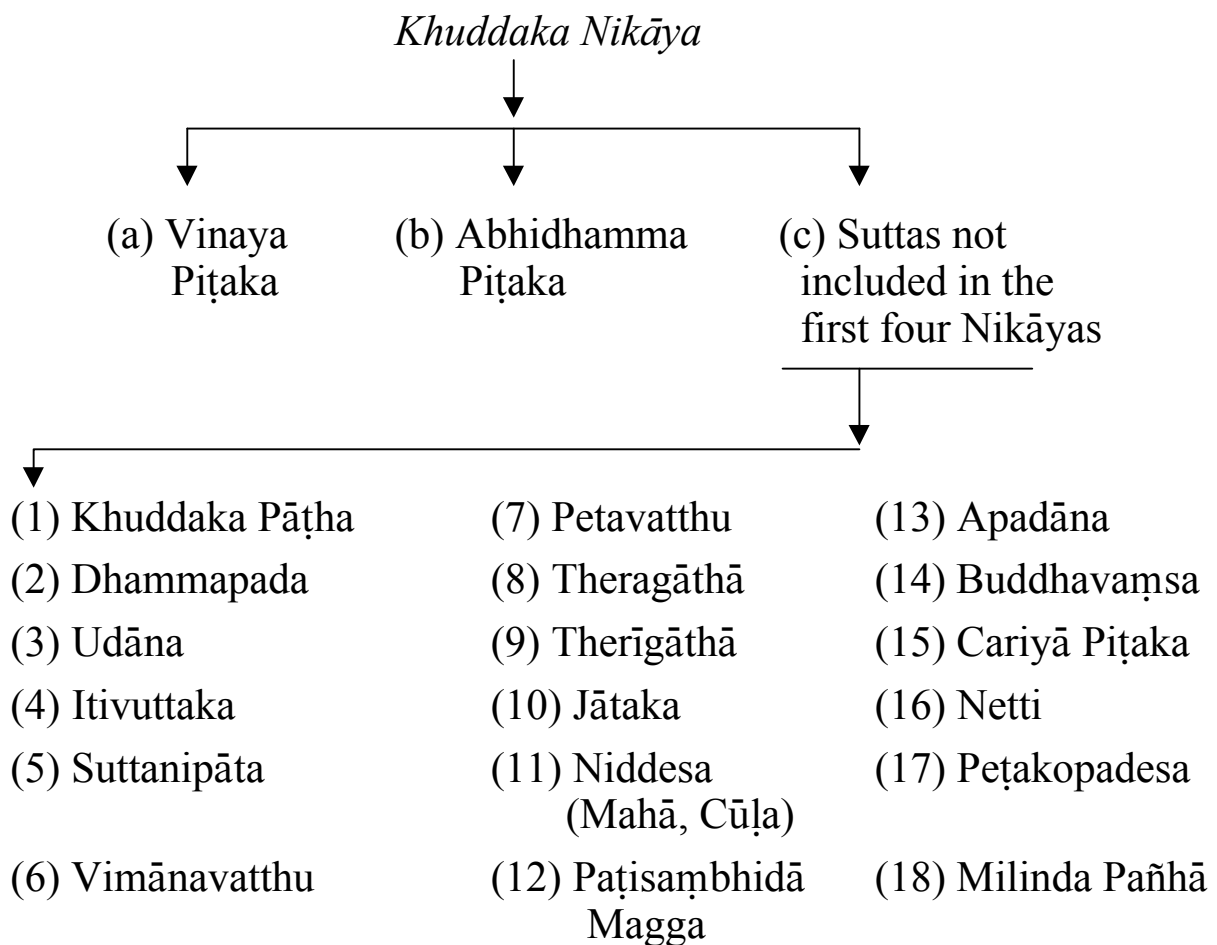 Khuddaka Nikāya
(a) Vinaya
Piṭaka
(b) Abhidhamma
Piṭaka
(c) Suttas not
included in the
first four Nikāyas
(1) Khuddaka Pāṭha
(2) Dhammapada
(3) Udāna
(4) Itivuttaka
(5) Suttanipāta
(6) Vimānavatthu
(7) Petavatthu
(8) Theragāthā
(9) Therīgāthā
(10) Jātaka
(11) Niddesa
(Mahā, Cūḷa)
(12) Paṭisaṃbhidā
Magga
(13) Apadāna
(14) Buddhavaṃsa
(15) Cariyā Piṭaka
(16) Netti
(17) Peṭakopadesa
(18) Milinda Pañhā